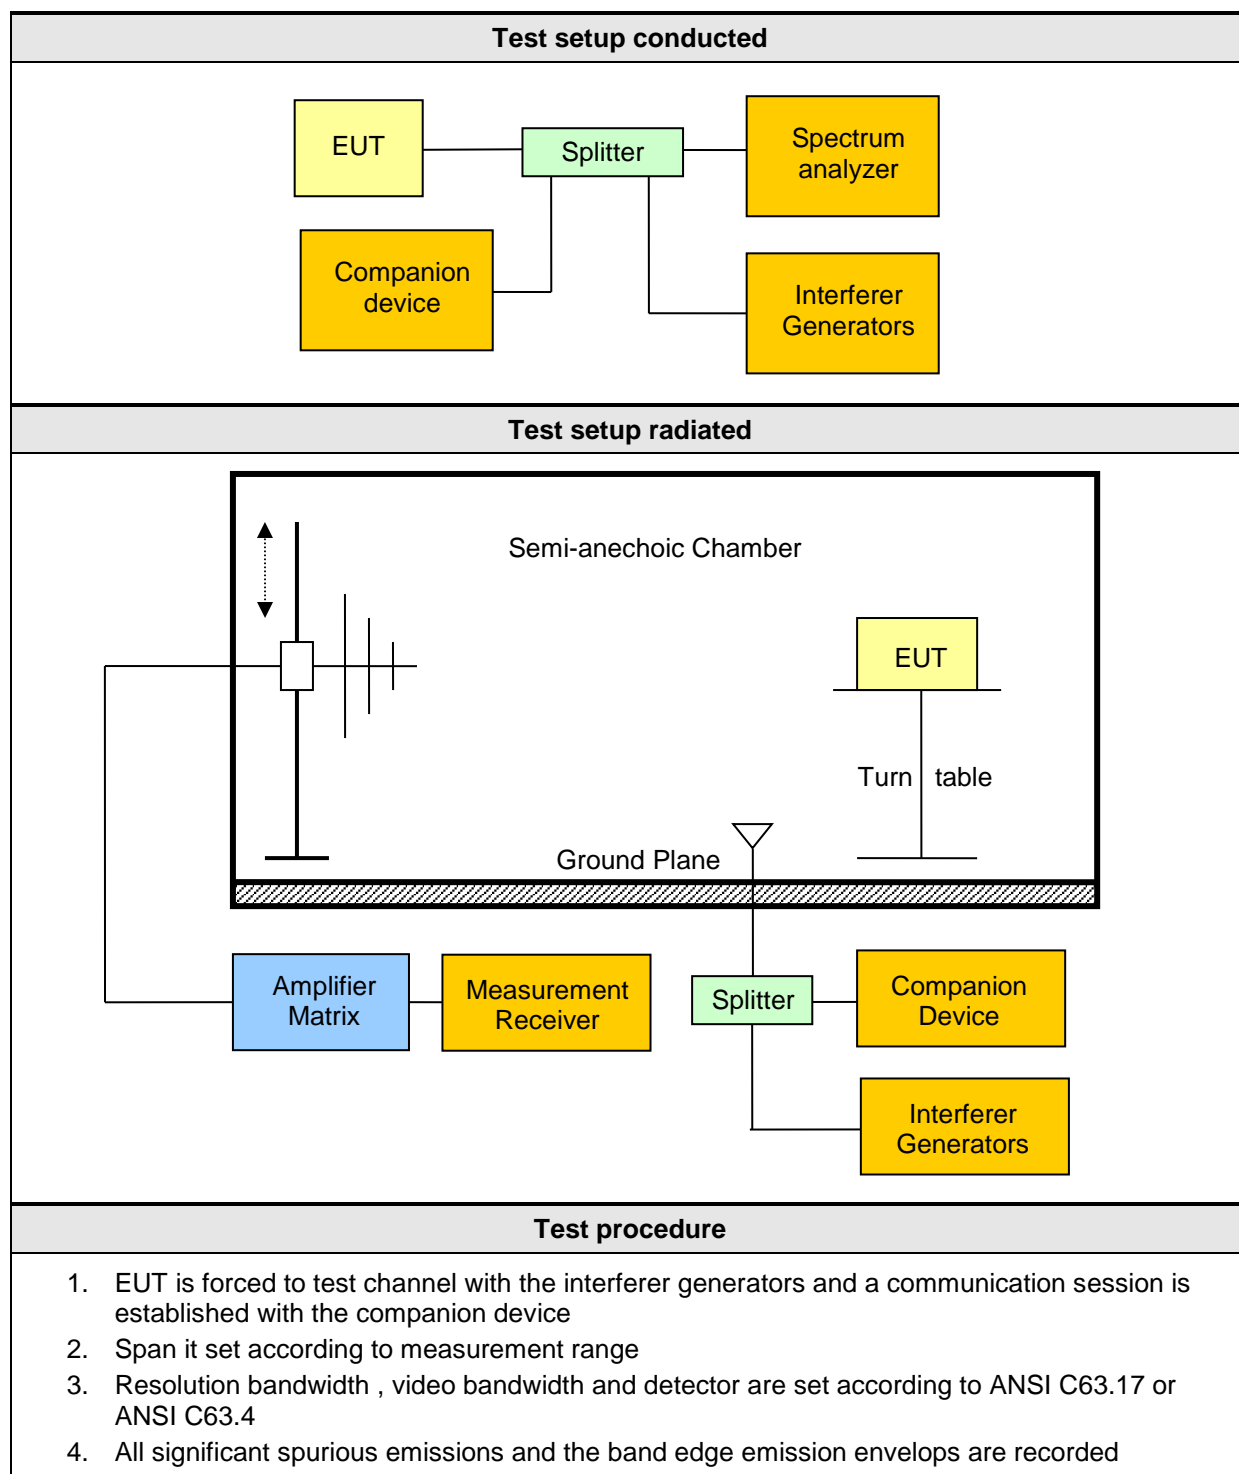 Test setup conducted
EUT
Splitter
Spectrum
analyzer
Companion
device
Interferer
Generators
Test setup radiated
Semi-anechoic Chamber
EUT
Turn table
Ground Plane
Amplifier
Matrix
Measurement
Receiver
Splitter
Companion
Device
Interferer
Generators
Test procedure
1. EUT is forced to test channel with the interferer generators and a communication session is
established with the companion device
2. Span it set according to measurement range
3. Resolution bandwidth , video bandwidth and detector are set according to ANSI C63.17 or
ANSI C63.4
4. All significant spurious emissions and the band edge emission envelops are recorded